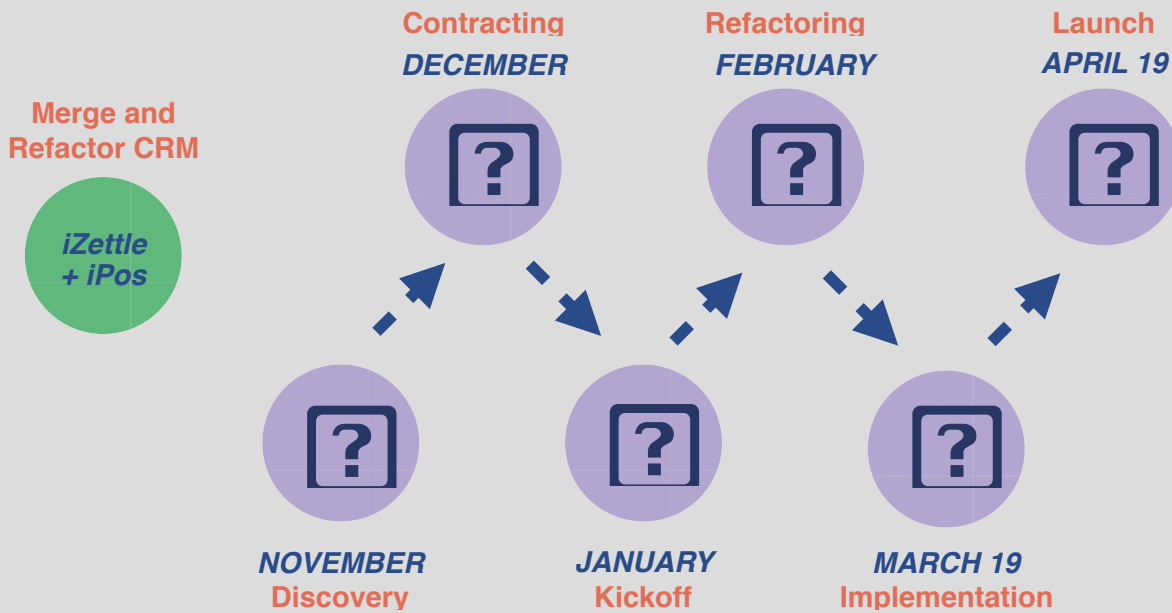 Contracting
DECEMBER
Refactoring
FEBRUARY
Launch
APRIL 19
Merge and
Refactor CRM
iZettle
+ iPos
?
?
?
?
?
?
NOVEMBER
Discovery
JANUARY
Kickoff
MARCH 19
Implementation